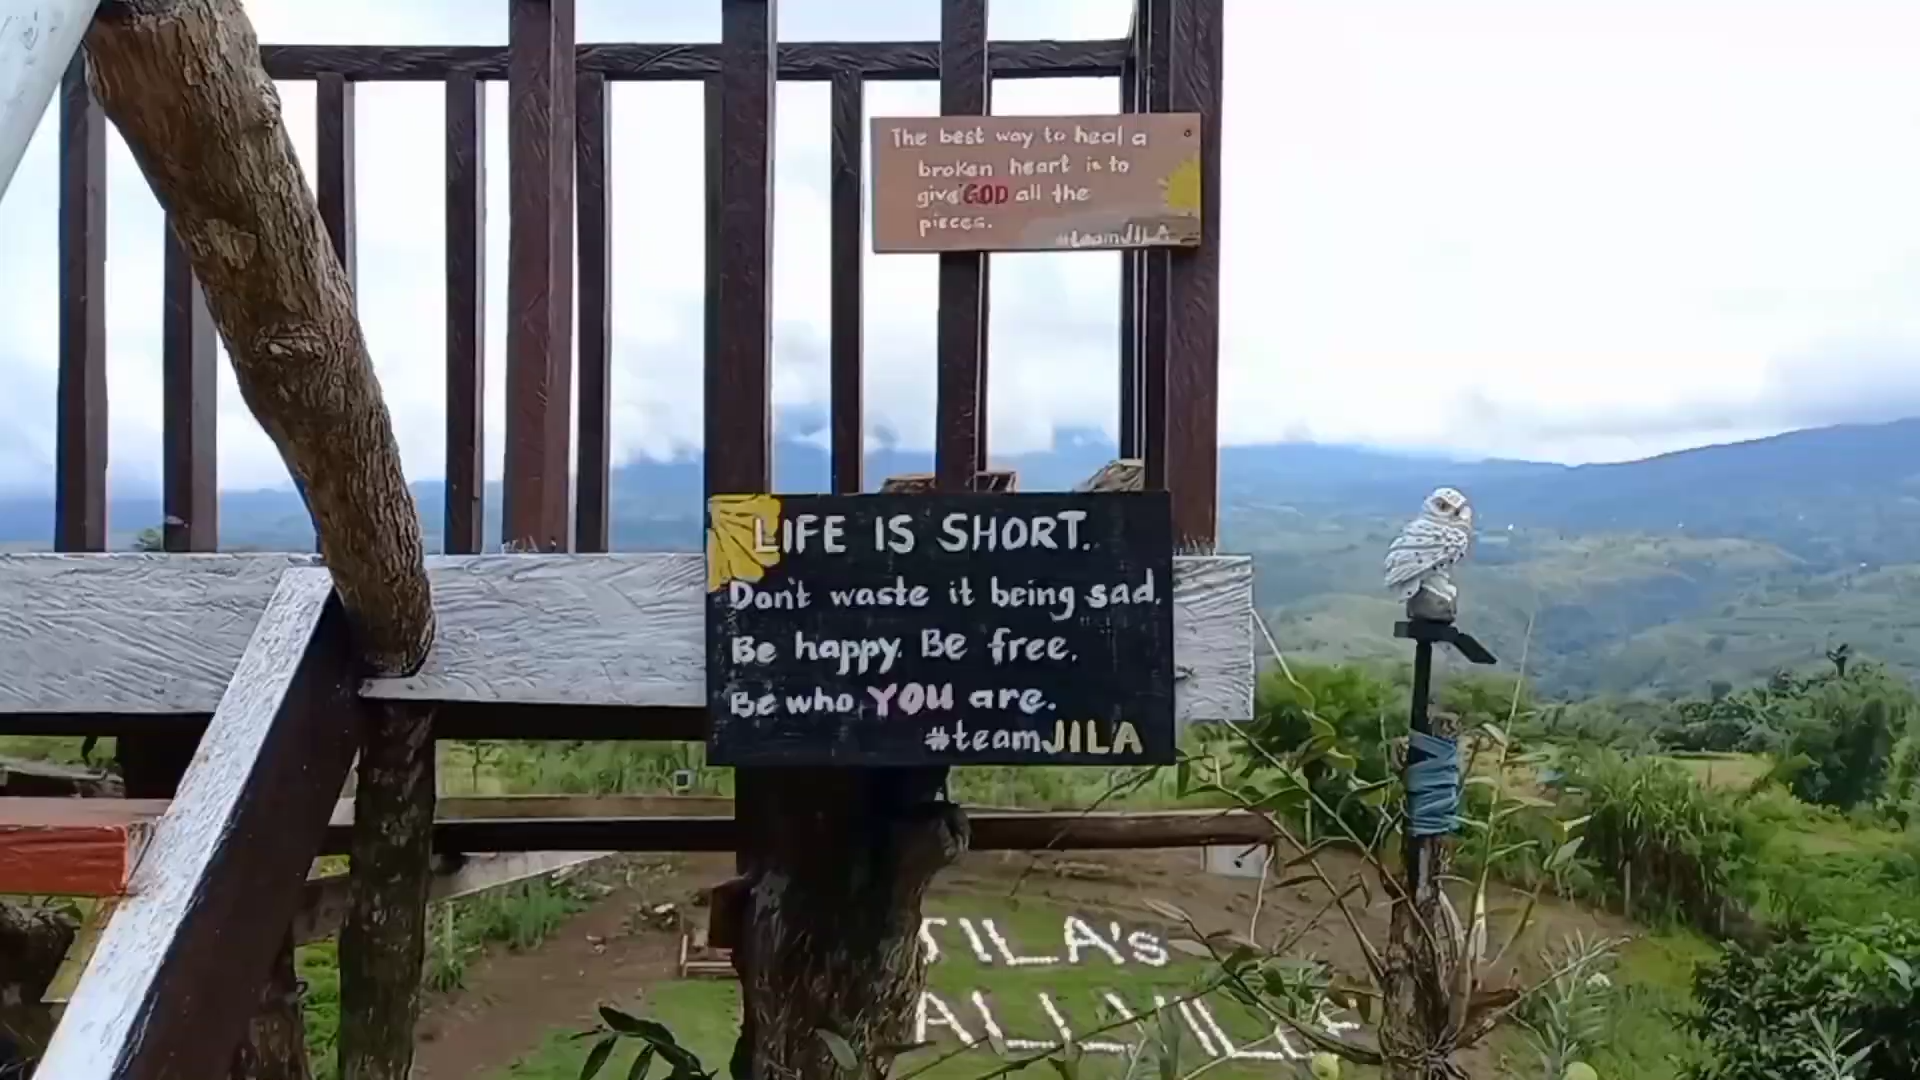 The best way to heal a
broken heart is to
give GOD all the
pieces.
#teamJILA
LIFE IS SHORT.
Don't waste it being sad.
Be happy. Be free.
Be who YOU are.
#teamJILA
JILA's